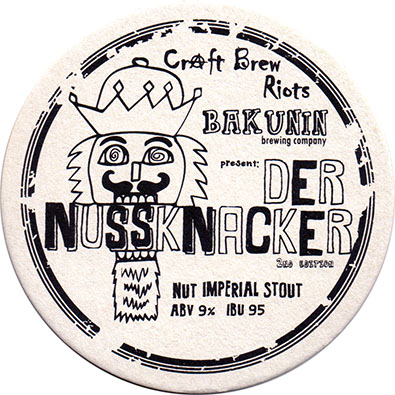 Craft Brew
Riots
BAKUNIN
brewing company
present:
DER
NUSSKNACKER
2ND EDITION
NUT IMPERIAL STOUT
ABV 9% IBU 95